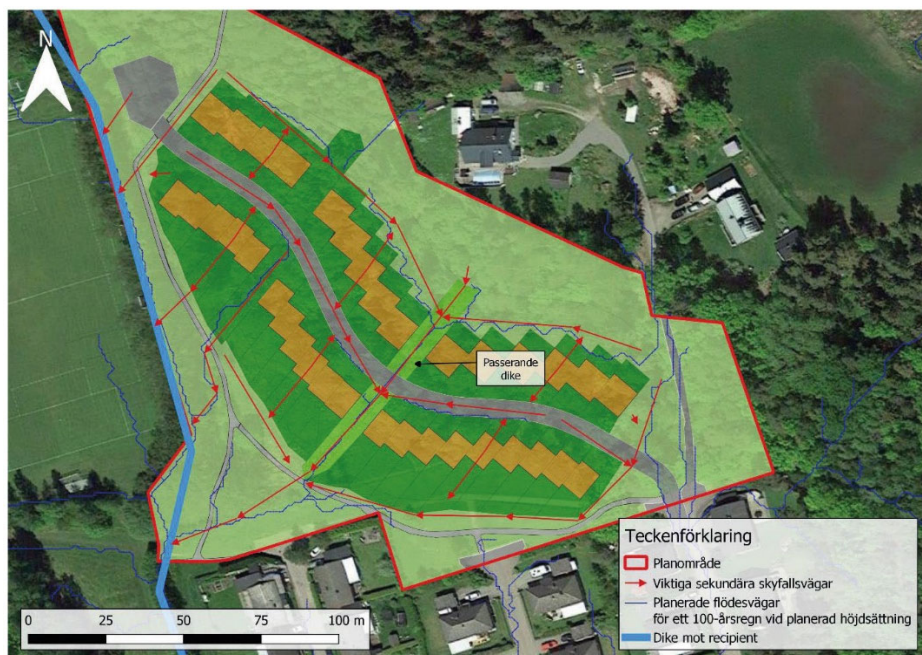 N
Passerande
dike
Teckenförklaring
Planområde
Viktiga sekundära skyfallsvägar
Planerade flödesvägar
för ett 100-årsregn vid planerad höjdsättning
Dike mot recipient
0 25 50 75 100 m